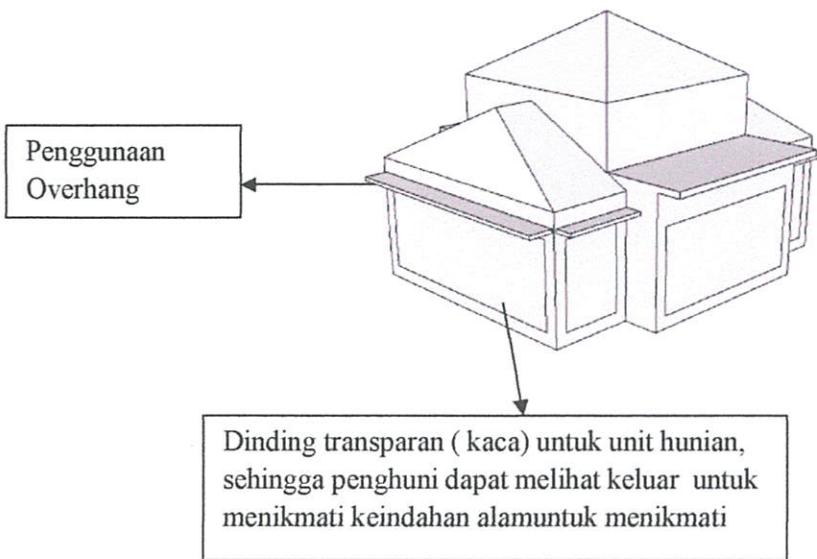 Penggunaan
Overhang
Dinding transparan ( kaca) untuk unit hunian,
sehingga penghuni dapat melihat keluar untuk
menikmati keindahan alamuntuk menikmati